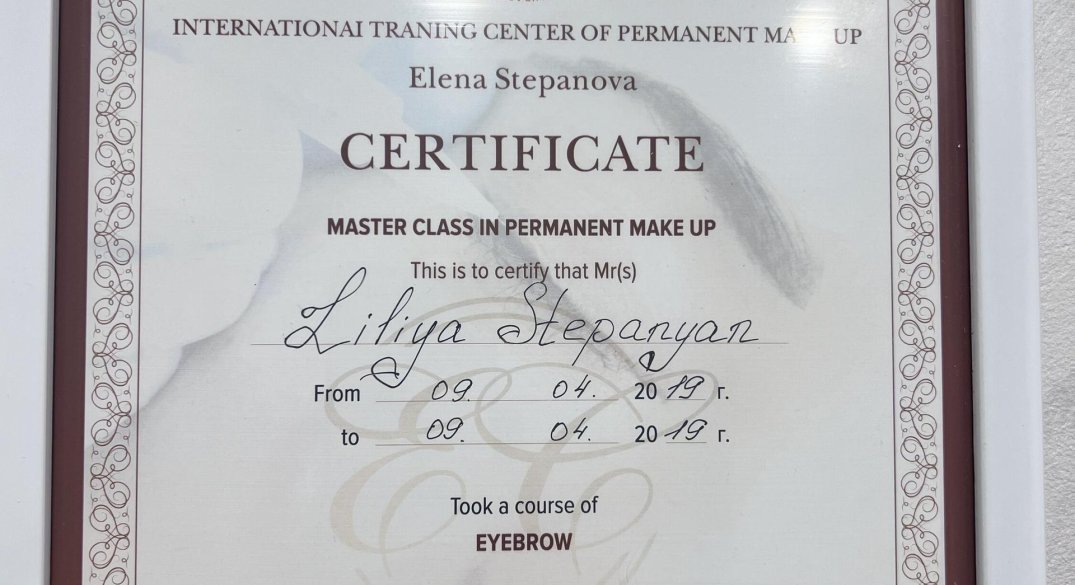 INTERNATIONAl TRANING CENTER OF PERMANENT MA UP
Elena Stepanova
CERTIFICATE
MASTER CLASS IN PERMANENT MAKE UP
This is to certify that Mr(s)
Liliya Stepanyan
From 09. 04. 2019 г.
to 09. 04. 2019 г.
Took a course of
EYEBROW